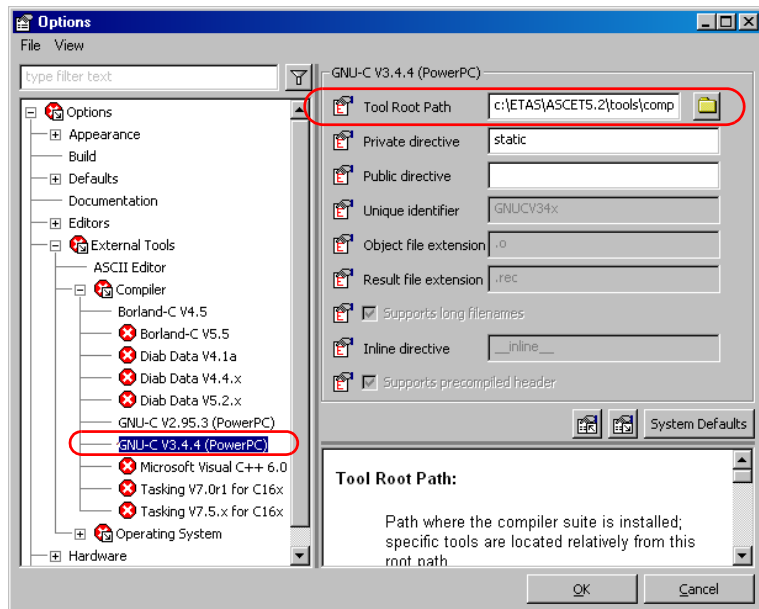 Options
File View
type filter text
Options
Appearance
Build
Defaults
Documentation
Editors
External Tools
ASCII Editor
Compiler
Borland-C V4.5
Borland-C V5.5
Diab Data V4.1a
Diab Data V4.4.x
Diab Data V5.2.x
GNU-C V2.95.3 (PowerPC)
GNU-C V3.4.4 (PowerPC)
Microsoft Visual C++ 6.0
Tasking V7.0r1 for C16x
Tasking V7.5.x for C16x
Operating System
Hardware
GNU-C V3.4.4 (PowerPC)
Tool Root Path c:\ETAS\ASCET5.2\tools\comp
Private directive static
Public directive
Unique identifier GNUCV34x
Object file extension .o
Result file extension .rec
Supports long filenames
Inline directive __inline__
Supports precompiled header
System Defaults
Tool Root Path:
Path where the compiler suite is installed;
specific tools are located relatively from this
root path
OK Cancel